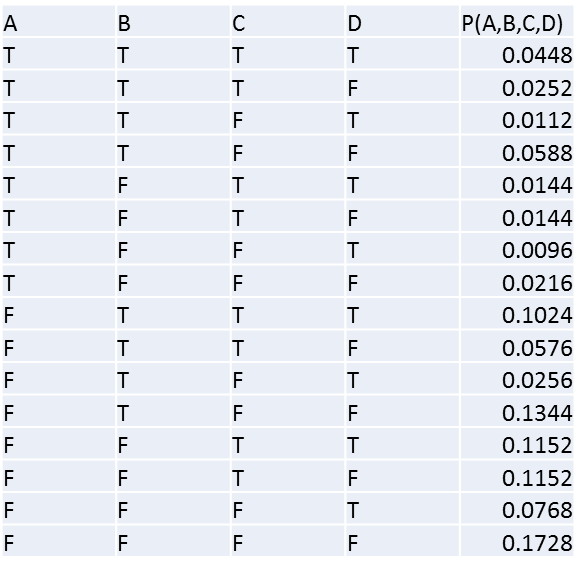 A B C D P(A,B,C,D)
T T T T 0.0448
T T T F 0.0252
T T F T 0.0112
T T F F 0.0588
T F T T 0.0144
T F T F 0.0144
T F F T 0.0096
T F F F 0.0216
F T T T 0.1024
F T T F 0.0576
F T F T 0.0256
F T F F 0.1344
F F T T 0.1152
F F T F 0.1152
F F F T 0.0768
F F F F 0.1728